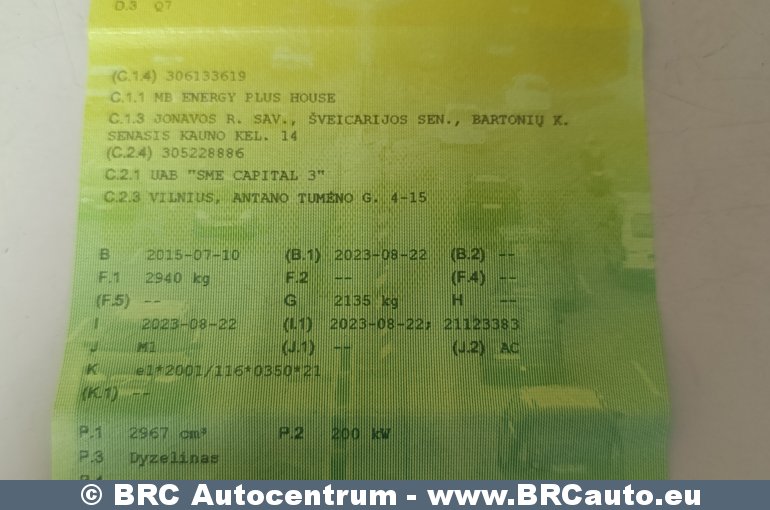 D.3 Q7
(C.1.4) 306133619
C.1.1 MB ENERGY PLUS HOUSE
C.1.3 JONAVOS R. SAV., ŠVEICARIJOS SEN., BARTONIŲ K.
SENASIS KAUNO KEL. 14
(C.2.4) 305228886
C.2.1 UAB "SME CAPITAL 3"
C.2.3 VILNIUS, ANTANO TUMĖNO G. 4-15
B 2015-07-10 (B.1) 2023-08-22 (B.2) --
F.1 2940 kg F.2 -- (F.4) --
(F.5) -- G 2135 kg H --
I 2023-08-22 (I.1) 2023-08-22; 21123383
J M1 (J.1) -- (J.2) AC
K e1*2001/116*0350*21
(K.1) --
P.1 2967 cm³ P.2 200 kW
P.3 Dyzelinas
© BRC Autocentrum - www.BRCauto.eu